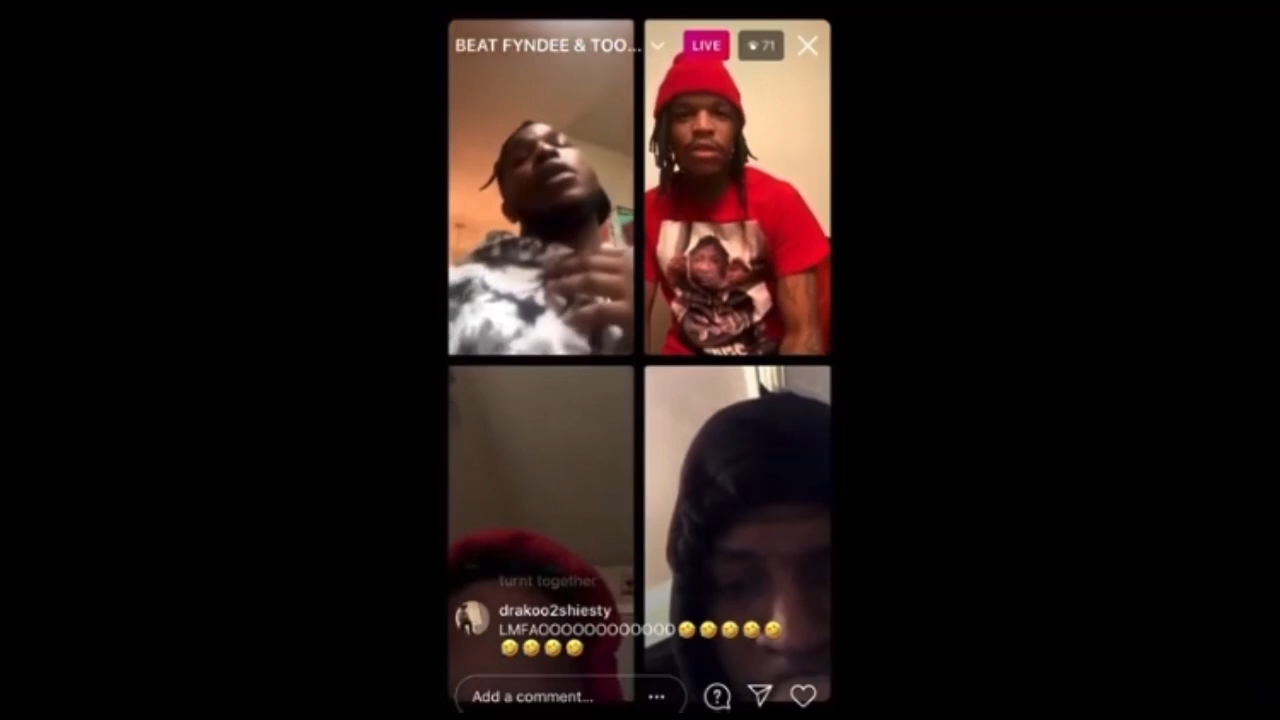 BEAT FYNDEE & TOO...
LIVE
71
turnt together
drakoo2shiesty
LMFAOOOOOOOOOOOO🤣🤣🤣🤣🤣
🤣🤣🤣🤣
Add a comment...